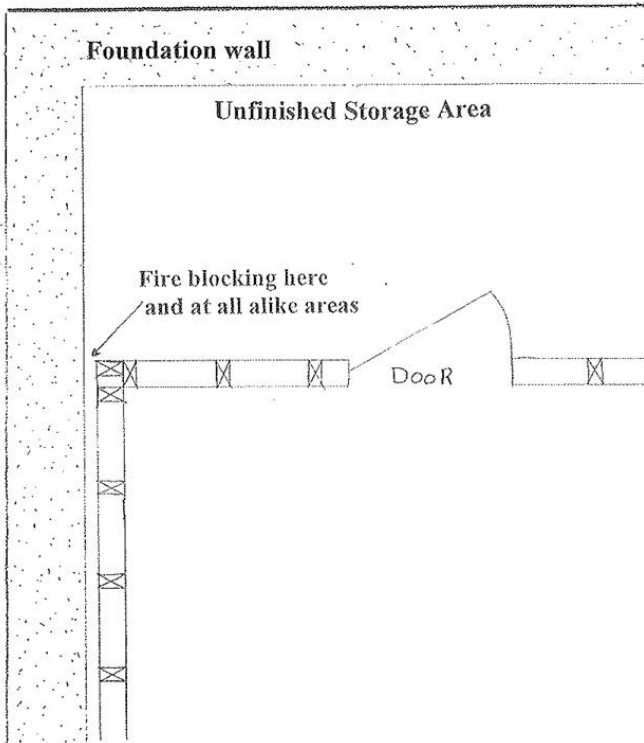 Foundation wall
Unfinished Storage Area
Fire blocking here
and at all alike areas
DooR